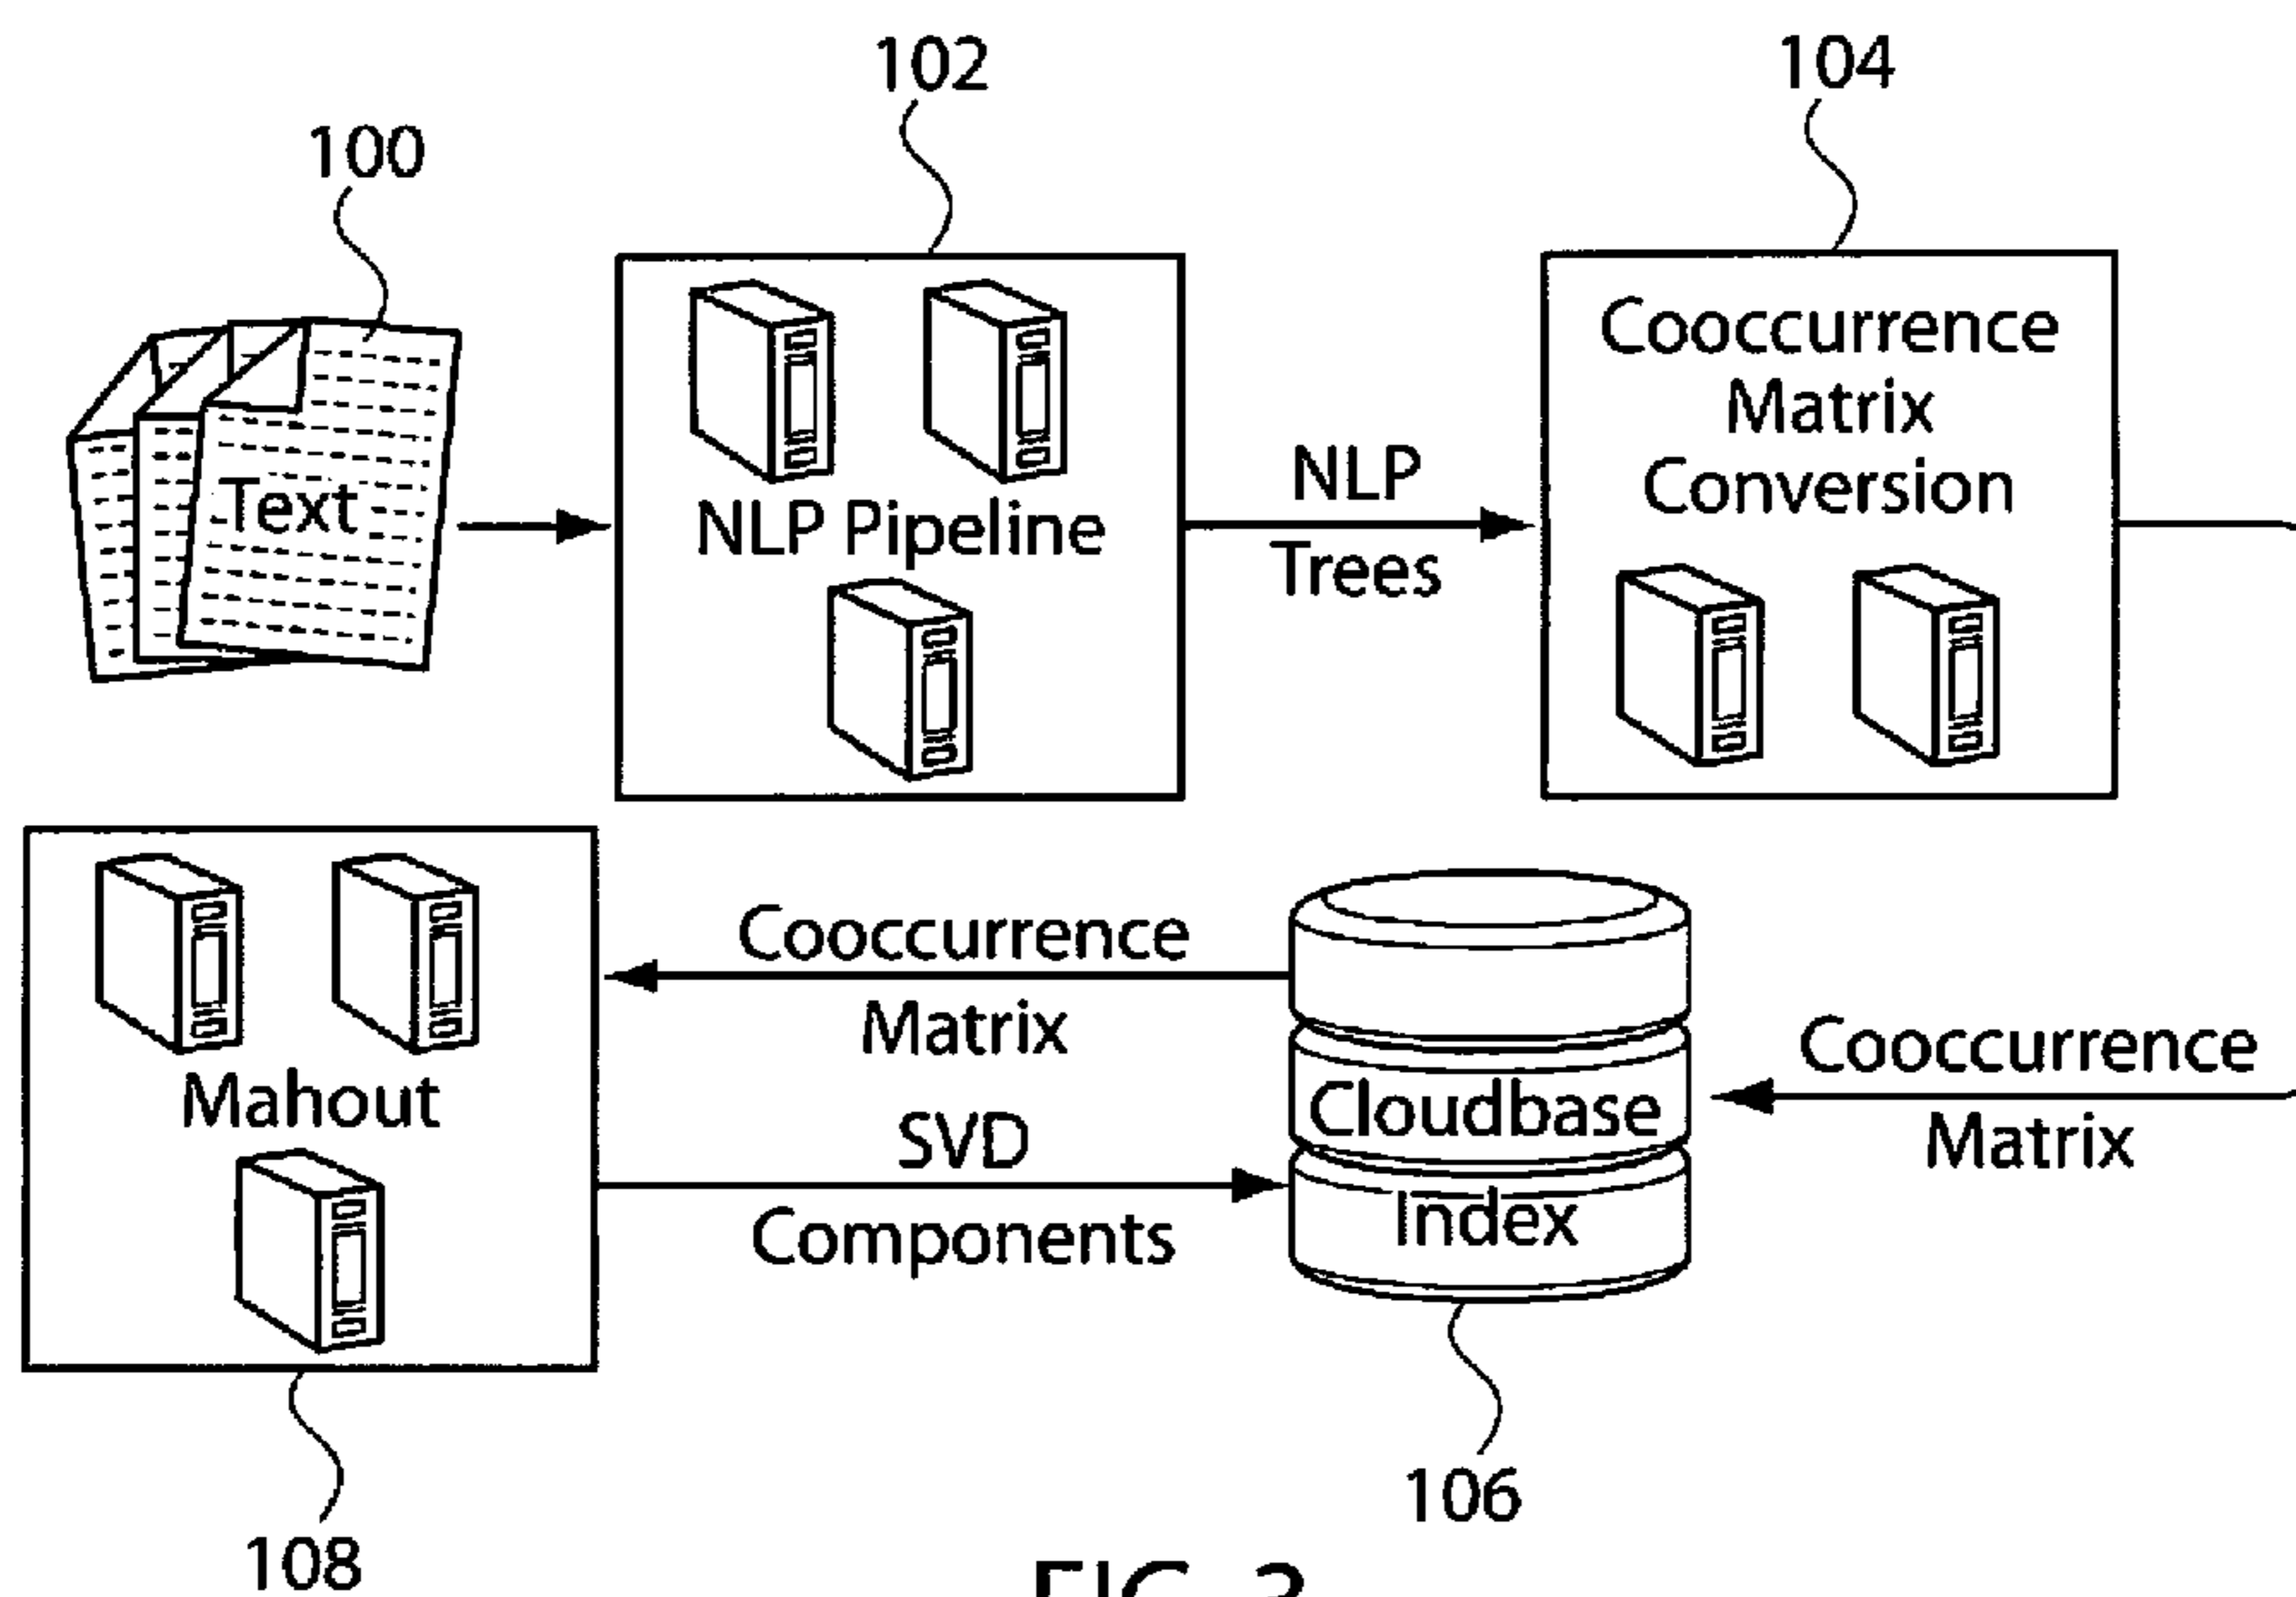 102
104
100
Cooccurrence
Matrix
Conversion
Text
NLP Pipeline
NLP
Trees
Cooccurrence
Matrix
Mahout
SVD
Components
Cloudbase
Index
Cooccurrence
Matrix
106
108